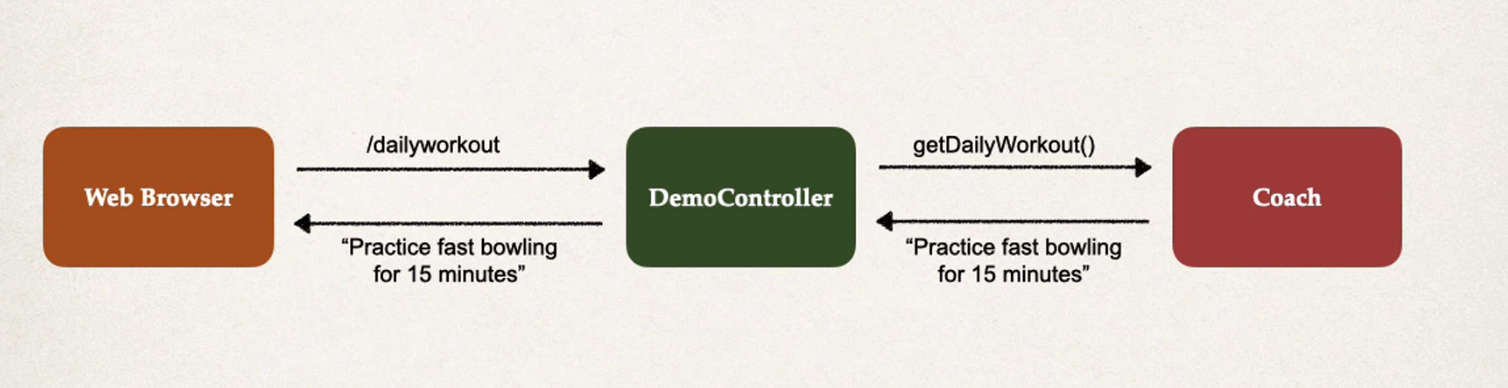 /dailyworkout
getDailyWorkout()
Web Browser
DemoController
Coach
“Practice fast bowling
for 15 minutes”
“Practice fast bowling
for 15 minutes”